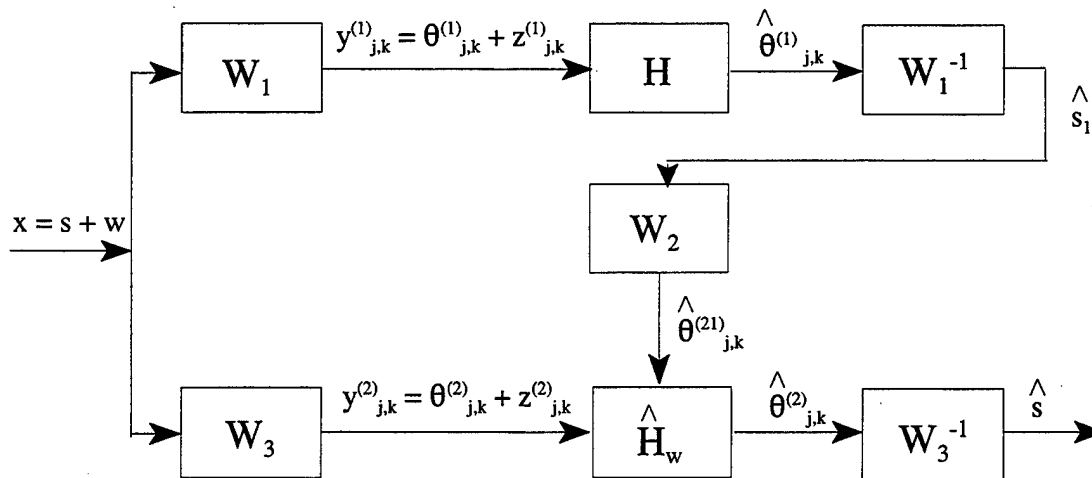 y⁽¹⁾j,k = θ⁽¹⁾j,k + z⁽¹⁾j,k
W₁
H
θ̂⁽¹⁾j,k
W₁⁻¹
ŝ₁
x = s + w
W₂
θ̂⁽²¹⁾j,k
y⁽²⁾j,k = θ⁽²⁾j,k + z⁽²⁾j,k
W₃
Ĥw
θ̂⁽²⁾j,k
W₃⁻¹
ŝ